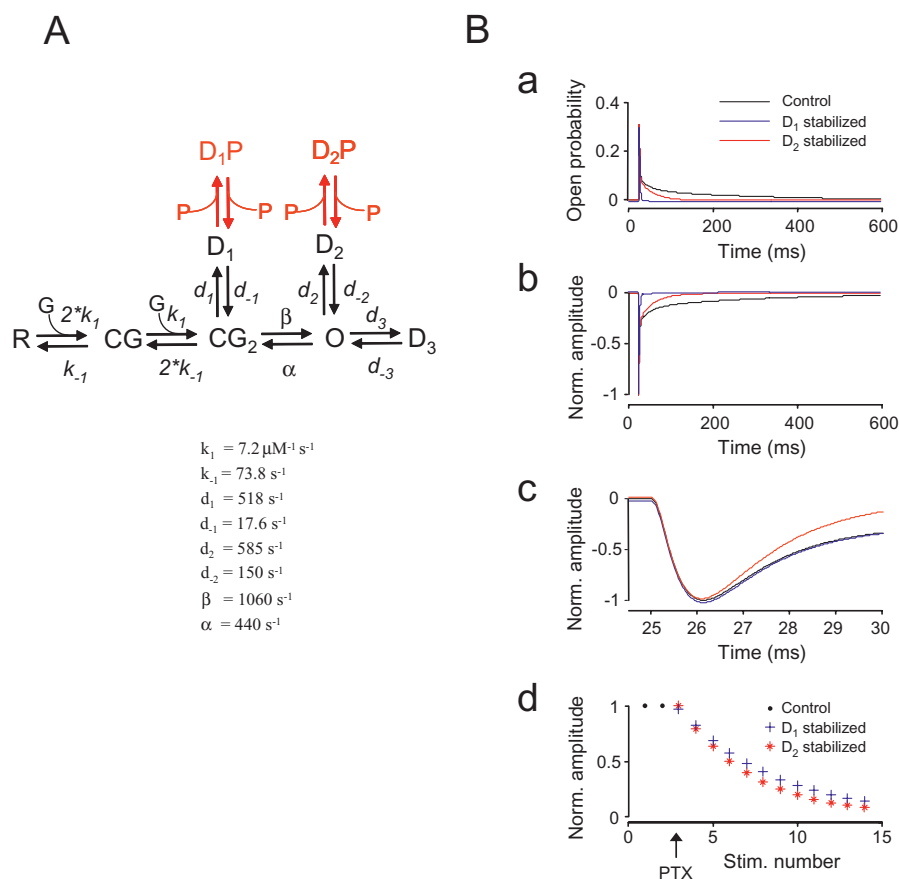 A
D1P D2P
P P P P
D1 D2
d1 d-1 d2 d-2
G 2*k1 G k1 β d3
R CG CG2 O D3
k-1 2*k-1 α d-3
k1 = 7.2 μM-1 s-1
k-1 = 73.8 s-1
d1 = 518 s-1
d-1 = 17.6 s-1
d2 = 585 s-1
d-2 = 150 s-1
β = 1060 s-1
α = 440 s-1
B
a
Open probability
0.4
0.2
0
Control
D1 stabilized
D2 stabilized
0 200 400 600
Time (ms)
b
Norm. amplitude
0
-0.5
-1
0 200 400 600
Time (ms)
c
Norm. amplitude
0
-0.5
-1
25 26 27 28 29 30
Time (ms)
d
Norm. amplitude
1
0.5
0
Control
D1 stabilized
D2 stabilized
0 5 10 15
PTX
Stim. number